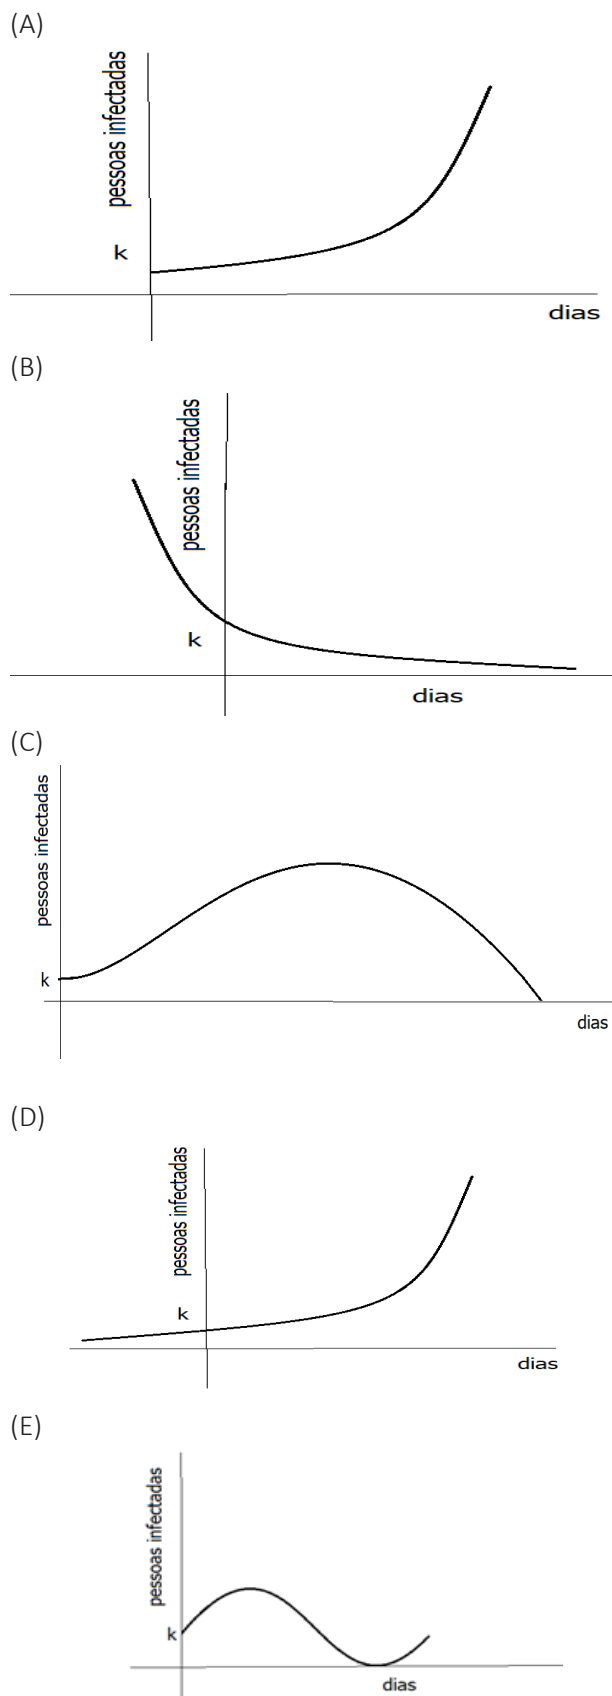 (A)
pessoas infectadas
k
dias
(B)
pessoas infectadas
k
dias
(C)
pessoas infectadas
k
dias
(D)
pessoas infectadas
k
dias
(E)
pessoas infectadas
k
dias